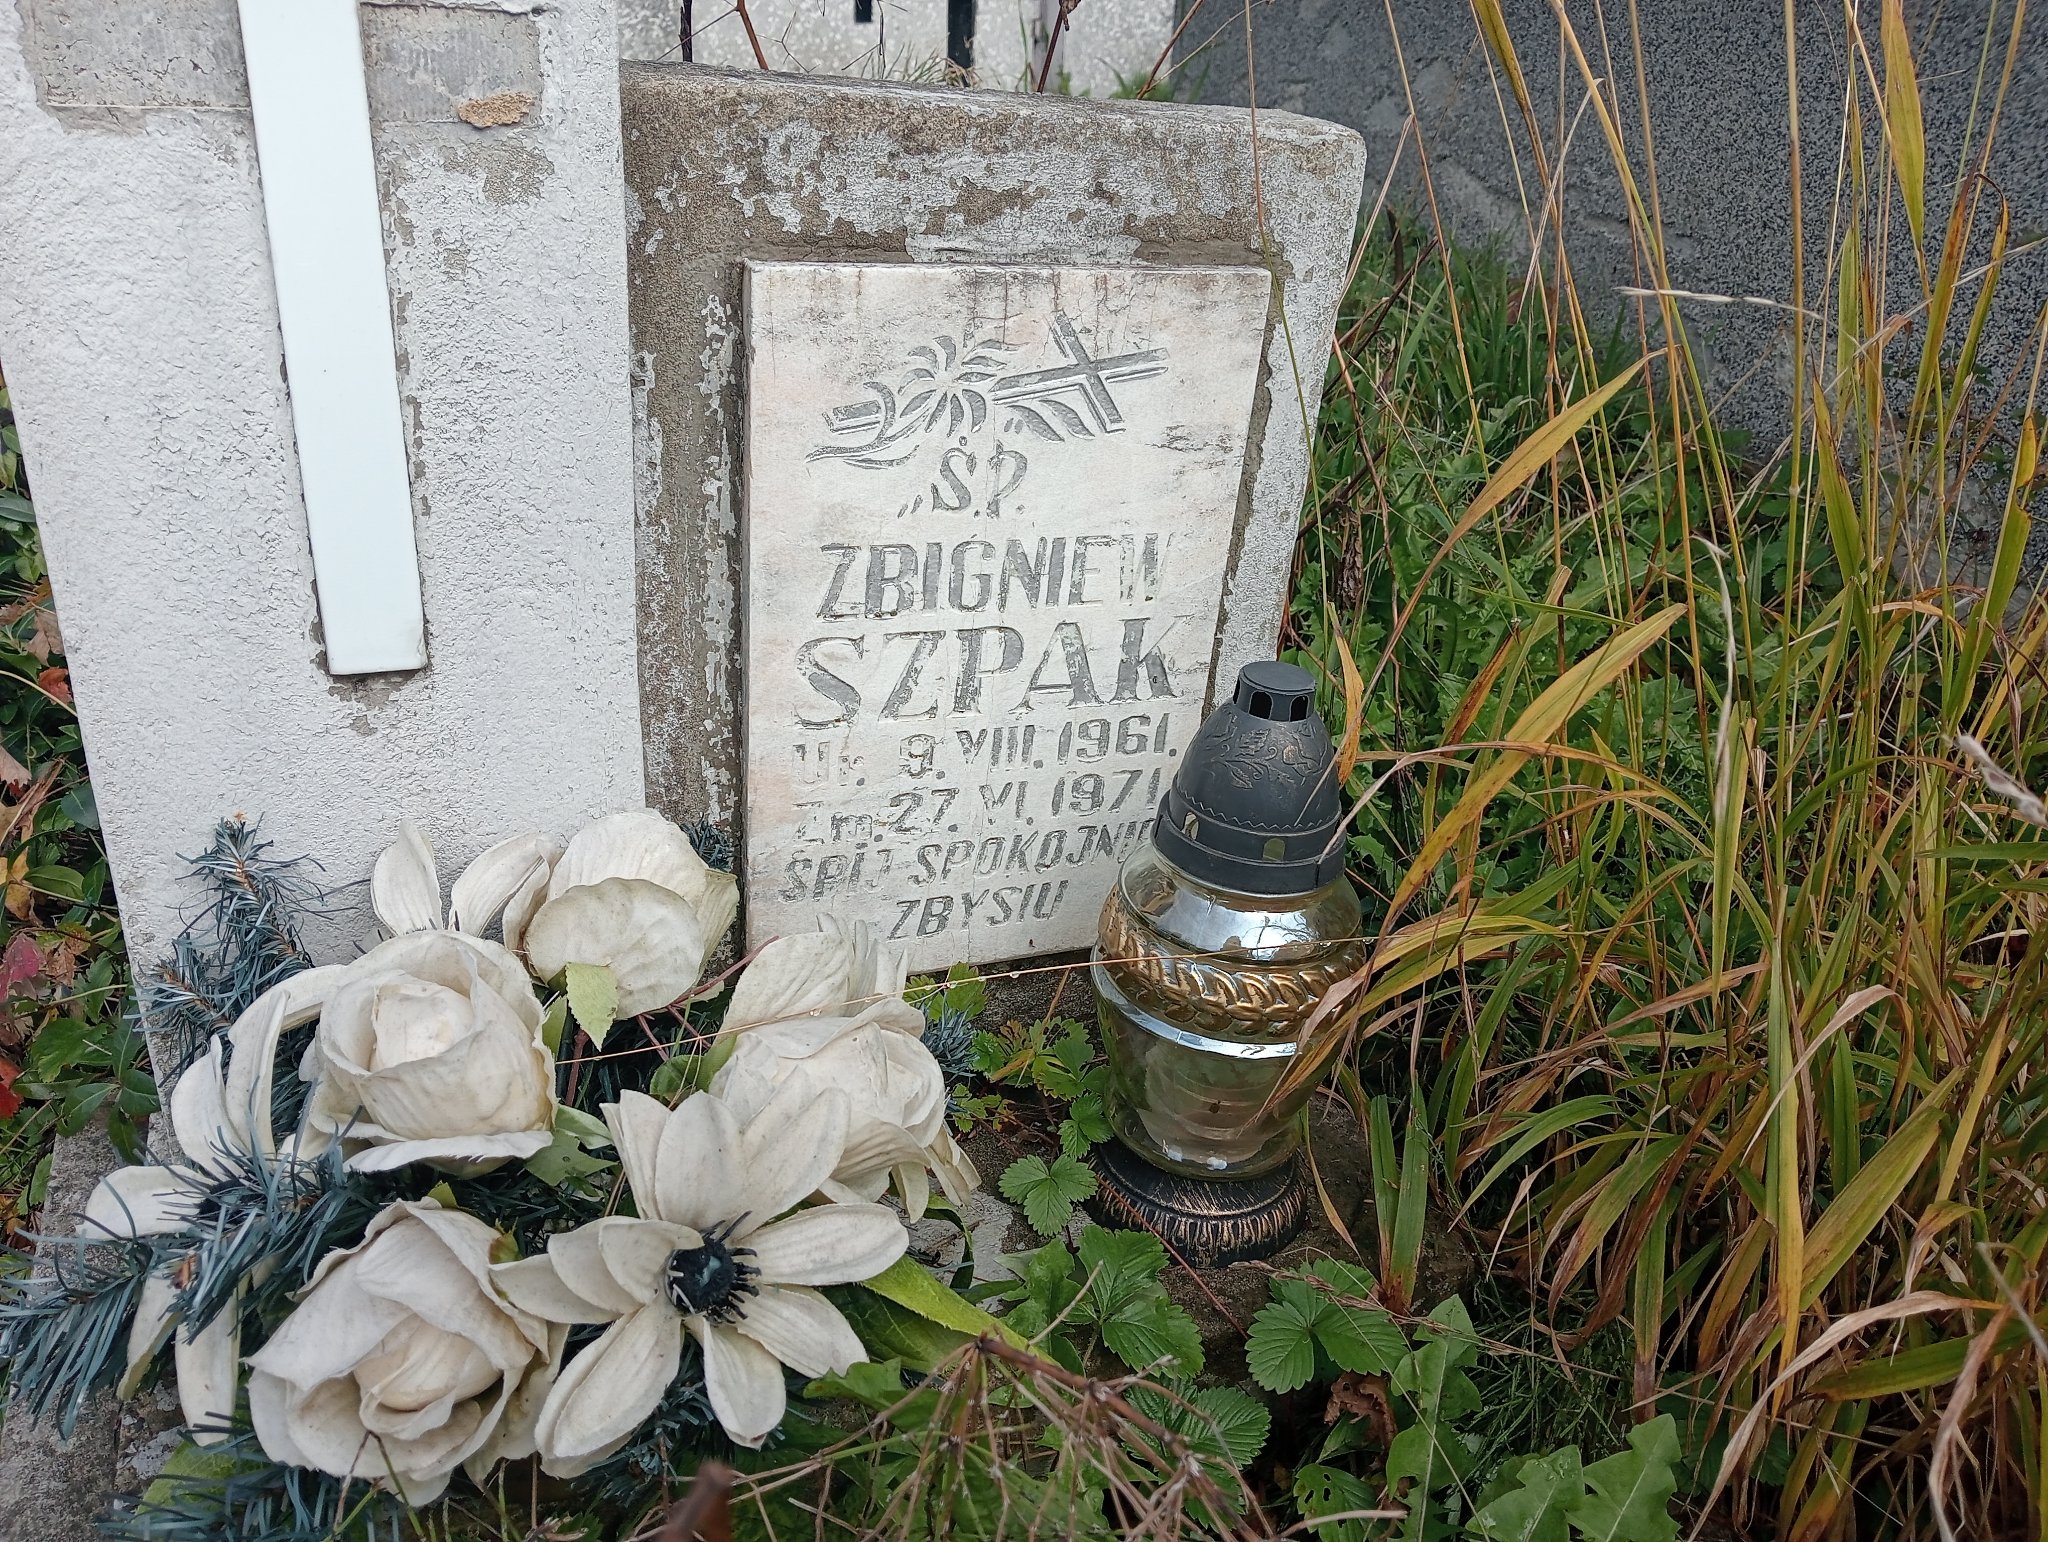 „Ś.P.
ZBIGNIEW
SZPAK
Ur. 9.VIII.1961.
Zm.27.VI.1971
ŚPIJ SPOKOJNIE
ZBYSIU